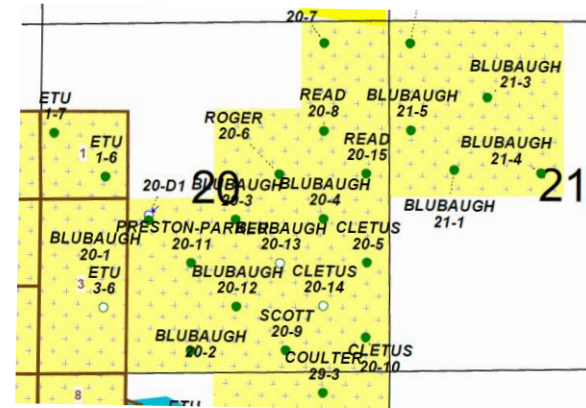 20-7
ETU
1-7
ROGER
20-6
READ
20-8
BLUBAUGH
21-5
BLUBAUGH
21-3
ETU
1-6
1
READ
20-15
BLUBAUGH
21-4
20
21
20-D1
BLUBAUGH
20-3
BLUBAUGH
20-4
BLUBAUGH
21-1
PRESTON-PARKER
20-11
BLUBAUGH
20-13
CLETUS
20-5
BLUBAUGH
20-1
ETU
3-6
3
BLUBAUGH
20-12
CLETUS
20-14
SCOTT
20-9
BLUBAUGH
20-2
COULTER
29-3
CLETUS
20-10
8
ETU